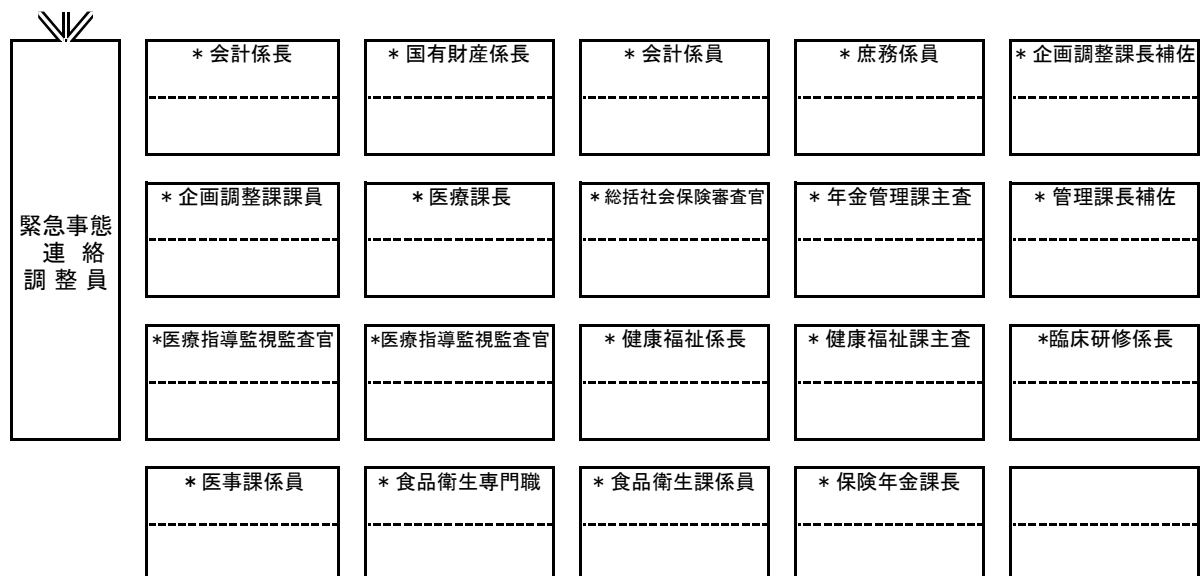 緊急事態
連 絡
調 整 員
* 会計係長
* 国有財産係長
* 会計係員
* 庶務係員
* 企画調整課長補佐
* 企画調整課課員
* 医療課長
* 総括社会保険審査官
* 年金管理課主査
* 管理課長補佐
*医療指導監視監査官
*医療指導監視監査官
* 健康福祉係長
* 健康福祉課主査
*臨床研修係長
* 医事課係員
* 食品衛生専門職
* 食品衛生課係員
* 保険年金課長